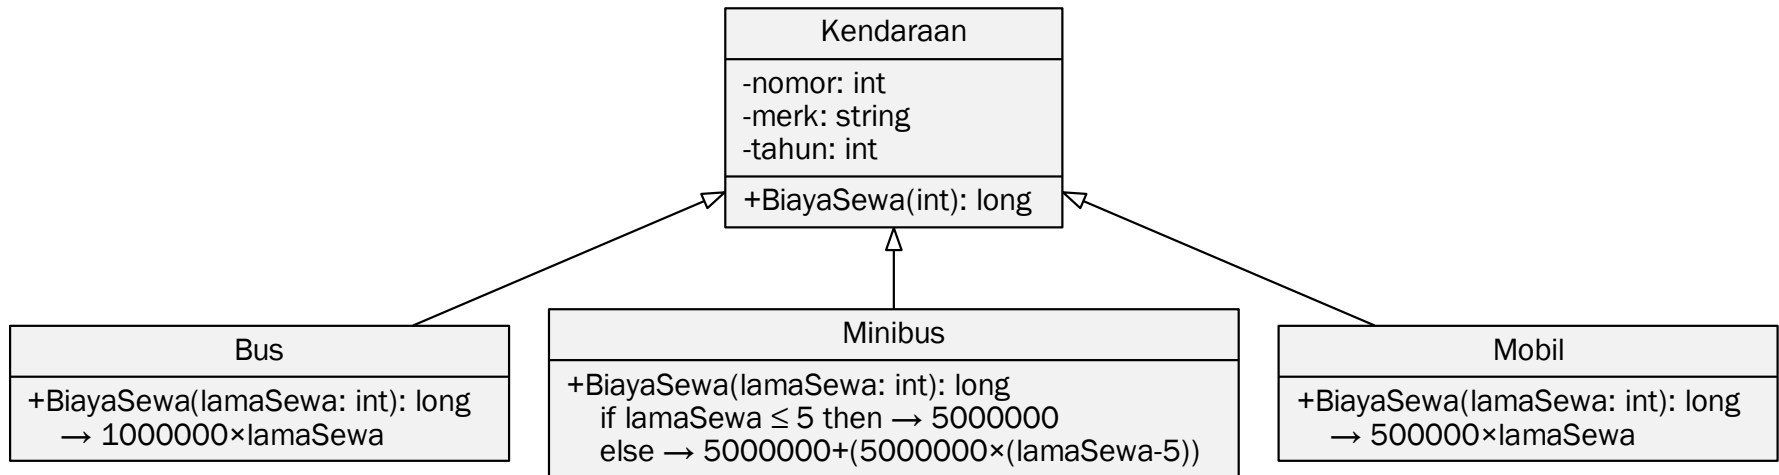 Kendaraan
-nomor: int
-merk: string
-tahun: int
+BiayaSewa(int): long
Bus
+BiayaSewa(lamaSewa: int): long
→ 1000000×lamaSewa
Minibus
+BiayaSewa(lamaSewa: int): long
if lamaSewa ≤ 5 then → 5000000
else → 5000000+(5000000×(lamaSewa-5))
Mobil
+BiayaSewa(lamaSewa: int): long
→ 500000×lamaSewa